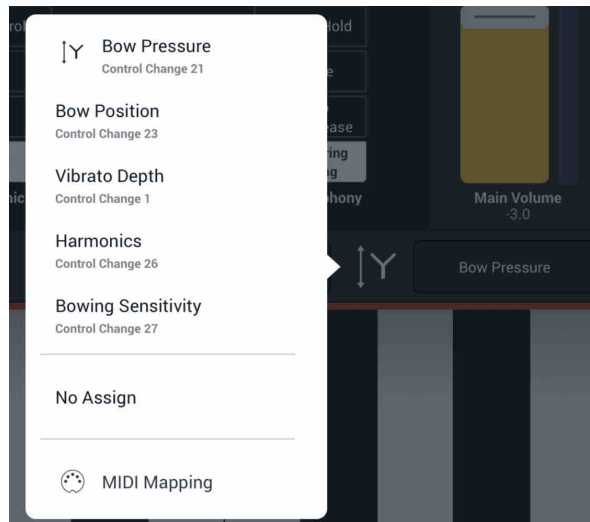 Bow Pressure
Control Change 21
Bow Position
Control Change 23
Vibrato Depth
Control Change 1
Harmonics
Control Change 26
Bowing Sensitivity
Control Change 27
No Assign
MIDI Mapping
Main Volume
-3.0
Y
Bow Pressure